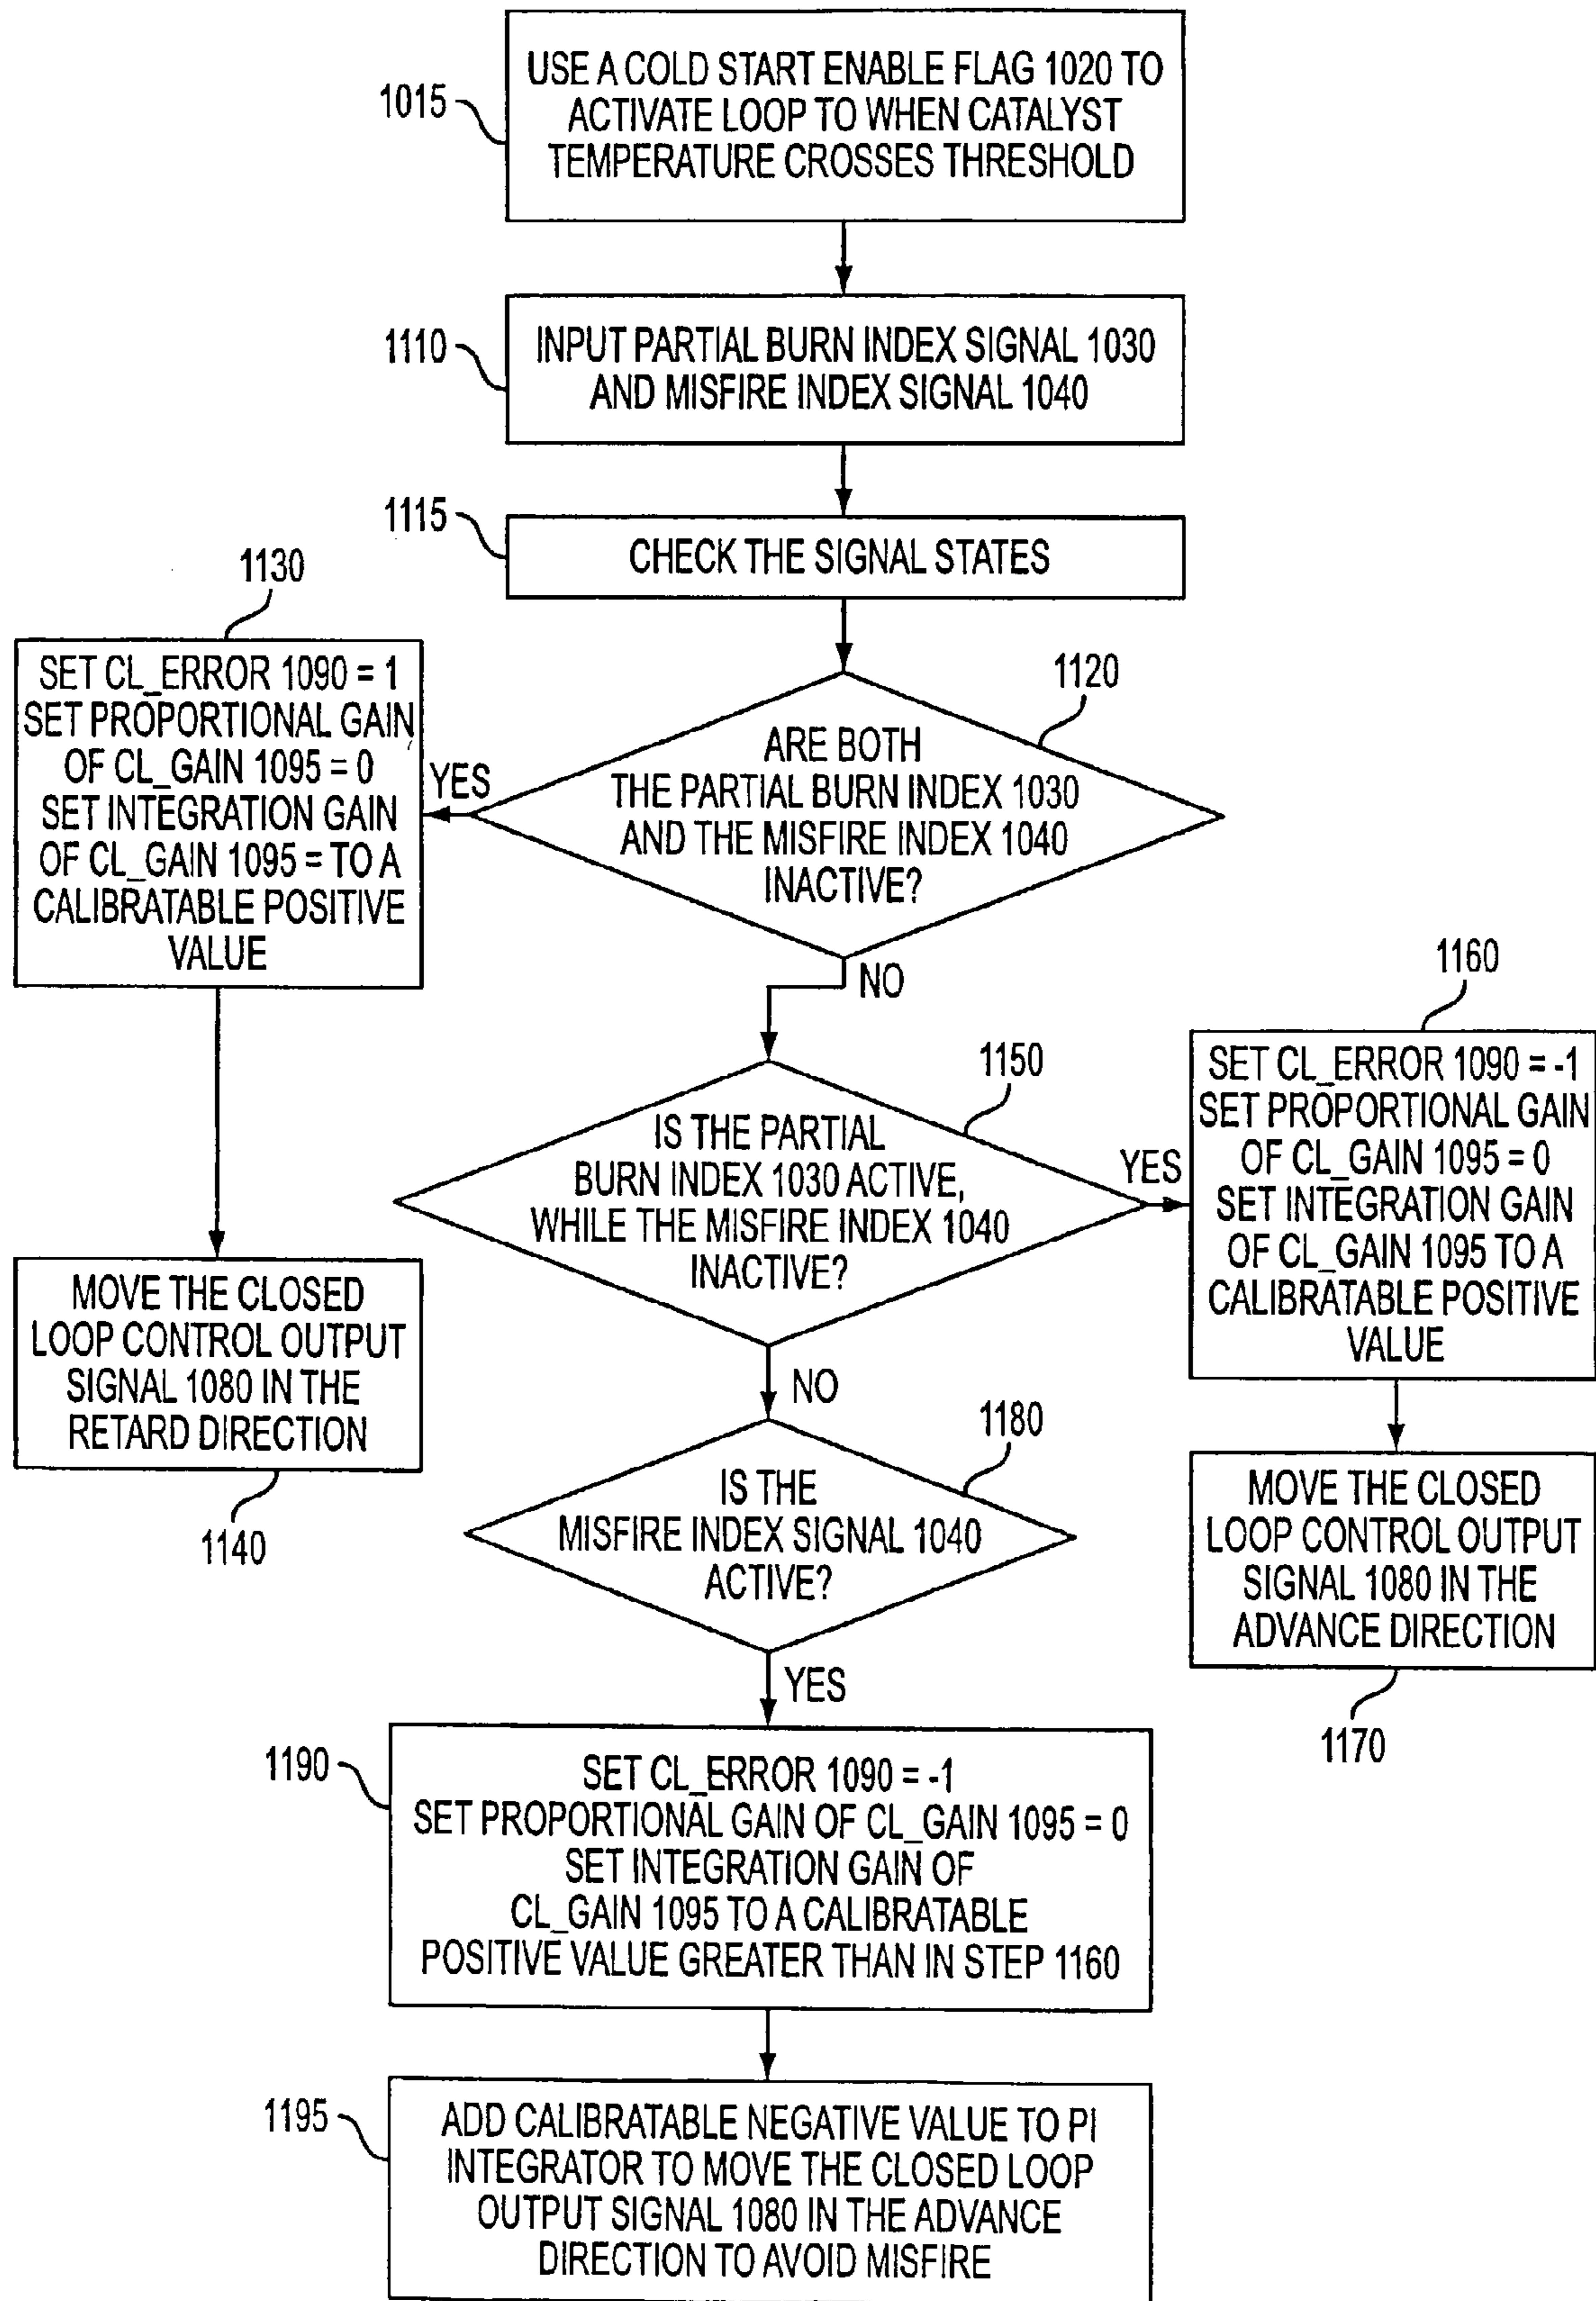 1015
USE A COLD START ENABLE FLAG 1020 TO
ACTIVATE LOOP TO WHEN CATALYST
TEMPERATURE CROSSES THRESHOLD
1110
INPUT PARTIAL BURN INDEX SIGNAL 1030
AND MISFIRE INDEX SIGNAL 1040
1115
CHECK THE SIGNAL STATES
1130
SET CL_ERROR 1090 = 1
SET PROPORTIONAL GAIN
OF CL_GAIN 1095 = 0
SET INTEGRATION GAIN
OF CL_GAIN 1095 = TO A
CALIBRATABLE POSITIVE
VALUE
YES
1120
ARE BOTH
THE PARTIAL BURN INDEX 1030
AND THE MISFIRE INDEX 1040
INACTIVE?
NO
MOVE THE CLOSED
LOOP CONTROL OUTPUT
SIGNAL 1080 IN THE
RETARD DIRECTION
1140
1150
IS THE PARTIAL
BURN INDEX 1030 ACTIVE,
WHILE THE MISFIRE INDEX 1040
INACTIVE?
YES
NO
1160
SET CL_ERROR 1090 = -1
SET PROPORTIONAL GAIN
OF CL_GAIN 1095 = 0
SET INTEGRATION GAIN
OF CL_GAIN 1095 TO A
CALIBRATABLE POSITIVE
VALUE
MOVE THE CLOSED
LOOP CONTROL OUTPUT
SIGNAL 1080 IN THE
ADVANCE DIRECTION
1170
1180
IS THE
MISFIRE INDEX SIGNAL 1040
ACTIVE?
YES
1190
SET CL_ERROR 1090 = -1
SET PROPORTIONAL GAIN OF CL_GAIN 1095 = 0
SET INTEGRATION GAIN OF
CL_GAIN 1095 TO A CALIBRATABLE
POSITIVE VALUE GREATER THAN IN STEP 1160
1195
ADD CALIBRATABLE NEGATIVE VALUE TO PI
INTEGRATOR TO MOVE THE CLOSED LOOP
OUTPUT SIGNAL 1080 IN THE ADVANCE
DIRECTION TO AVOID MISFIRE